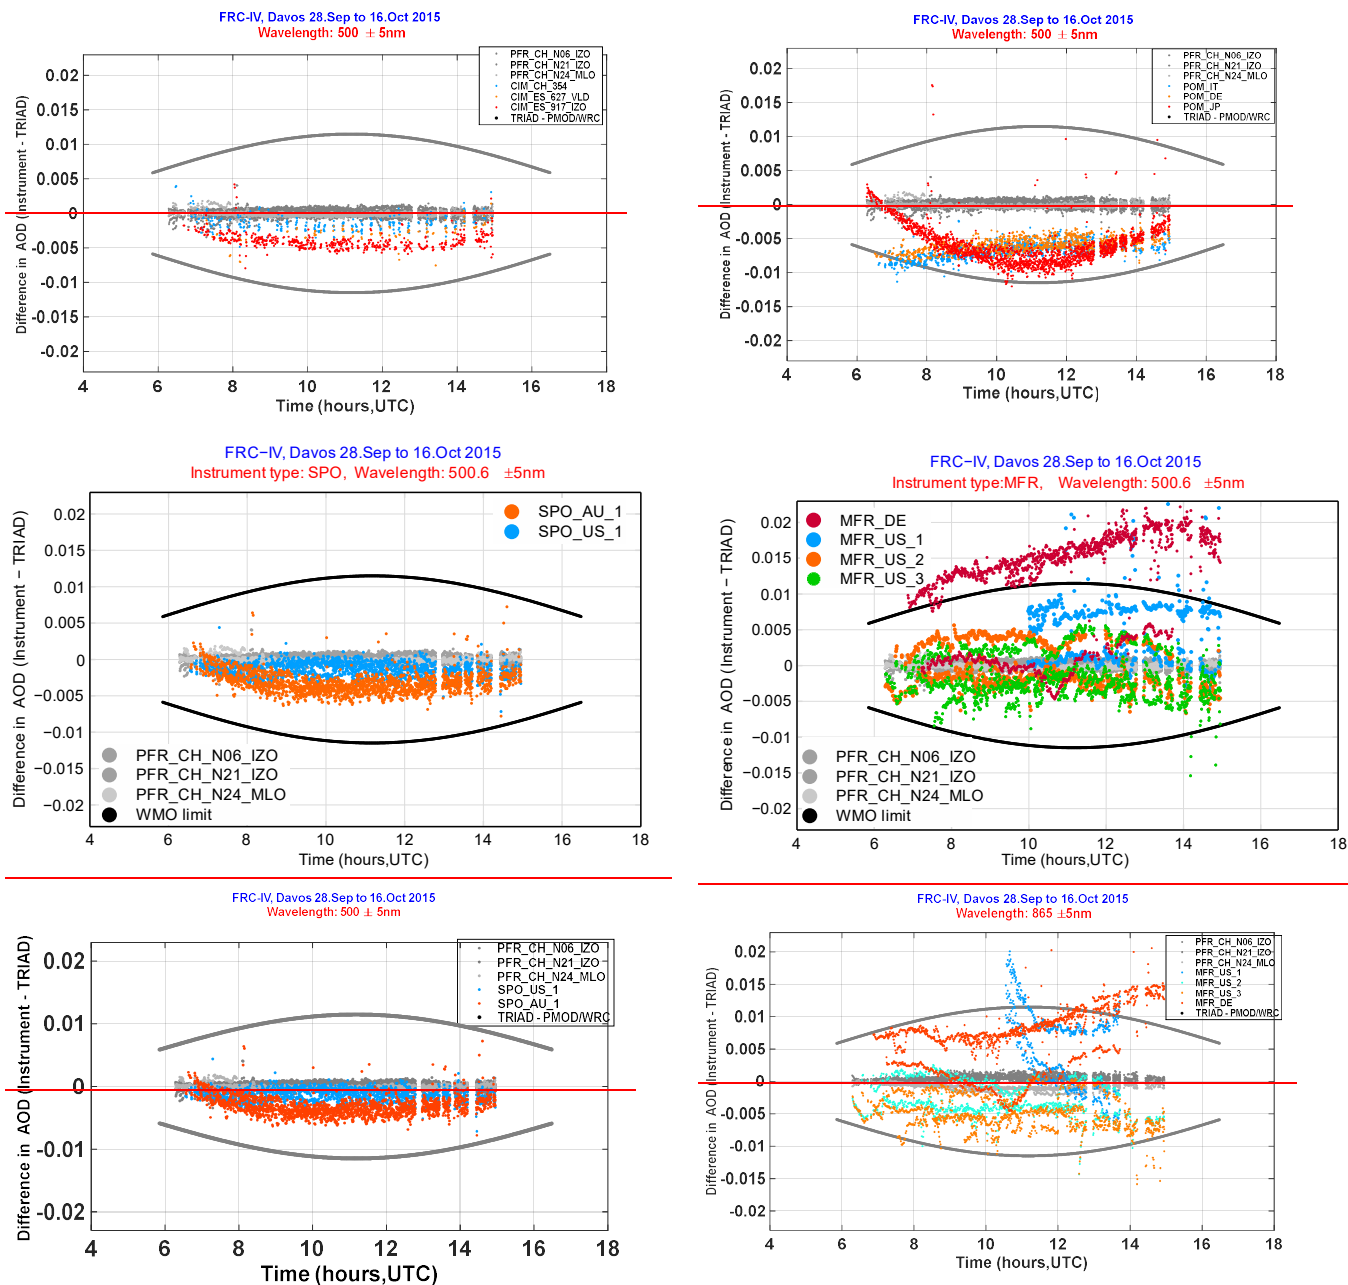 FRC-IV, Davos 28.Sep to 16.Oct 2015
Wavelength: 500 ± 5nm
PFR_CH_N06_IZO
PFR_CH_N21_IZO
PFR_CH_N24_MLO
CIM_CH_354
CIM_ES_627_VLD
CIM_ES_917_IZO
TRIAD - PMOD/WRC
0.02
0.015
0.01
0.005
0
-0.005
-0.01
-0.015
-0.02
4 6 8 10 12 14 16 18
Difference in AOD (Instrument - TRIAD)
Time (hours,UTC)
FRC-IV, Davos 28.Sep to 16.Oct 2015
Wavelength: 500 ± 5nm
PFR_CH_N06_IZO
PFR_CH_N21_IZO
PFR_CH_N24_MLO
POM_IT
POM_DE
POM_JP
TRIAD - PMOD/WRC
0.02
0.015
0.01
0.005
0
-0.005
-0.01
-0.015
-0.02
4 6 8 10 12 14 16 18
Difference in AOD (Instrument - TRIAD)
Time (hours,UTC)
FRC−IV, Davos 28.Sep to 16.Oct 2015
Instrument type: SPO, Wavelength: 500.6 ±5nm
SPO_AU_1
SPO_US_1
0.02
0.015
0.01
0.005
0
−0.005
−0.01
−0.015
−0.02
PFR_CH_N06_IZO
PFR_CH_N21_IZO
PFR_CH_N24_MLO
WMO limit
4 6 8 10 12 14 16 18
Difference in AOD (Instrument − TRIAD)
Time (hours,UTC)
FRC−IV, Davos 28.Sep to 16.Oct 2015
Instrument type:MFR, Wavelength: 500.6 ±5nm
MFR_DE
MFR_US_1
MFR_US_2
MFR_US_3
0.02
0.015
0.01
0.005
0
−0.005
−0.01
−0.015
−0.02
PFR_CH_N06_IZO
PFR_CH_N21_IZO
PFR_CH_N24_MLO
WMO limit
4 6 8 10 12 14 16 18
Difference in AOD (Instrument − TRIAD)
Time (hours,UTC)
FRC-IV, Davos 28.Sep to 16.Oct 2015
Wavelength: 500 ± 5nm
PFR_CH_N06_IZO
PFR_CH_N21_IZO
PFR_CH_N24_MLO
SPO_US_1
SPO_AU_1
TRIAD - PMOD/WRC
0.02
0.01
0
-0.01
-0.02
4 6 8 10 12 14 16 18
Difference in AOD (Instrument - TRIAD)
Time (hours,UTC)
FRC-IV, Davos 28.Sep to 16.Oct 2015
Wavelength: 865 ±5nm
PFR_CH_N06_IZO
PFR_CH_N21_IZO
PFR_CH_N24_MLO
MFR_US_1
MFR_US_2
MFR_US_3
MFR_DE
TRIAD - PMOD/WRC
0.02
0.015
0.01
0.005
0
-0.005
-0.01
-0.015
-0.02
4 6 8 10 12 14 16 18
Difference in AOD (Instrument - TRIAD)
Time (hours,UTC)